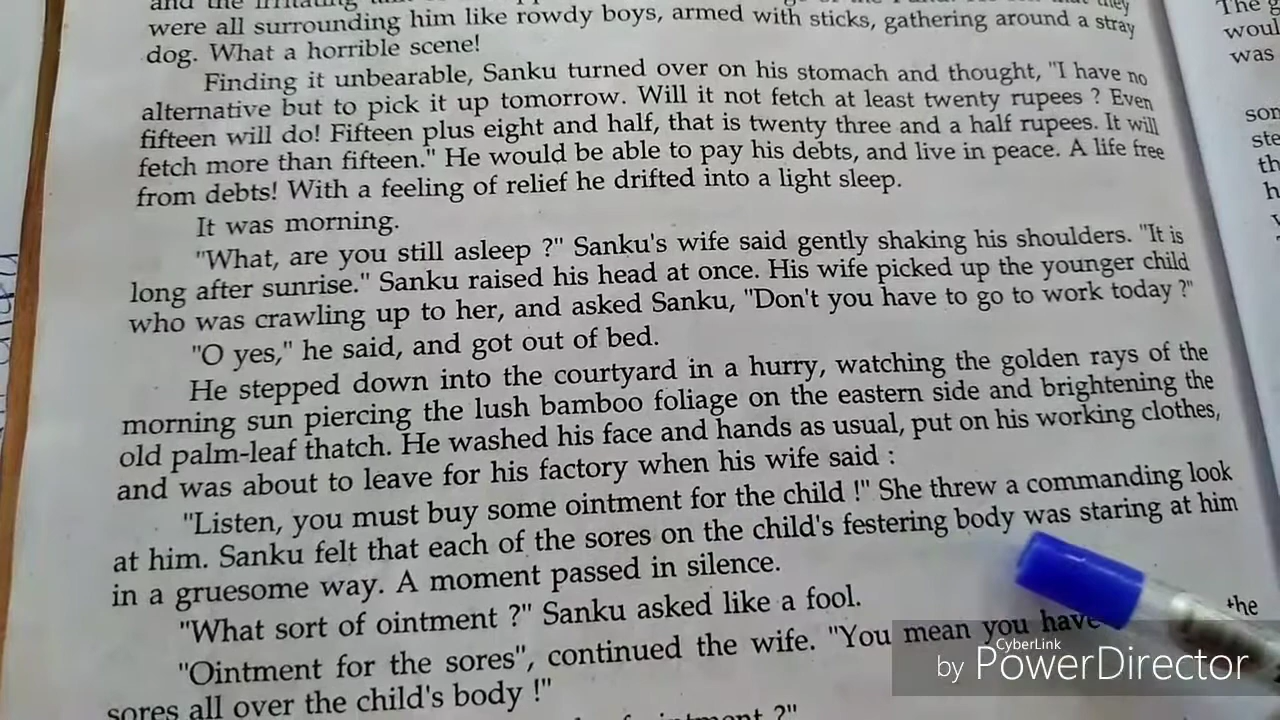 and the irritating
they
were all surrounding him like rowdy boys, armed with sticks, gathering around a stray
dog. What a horrible scene!
Finding it unbearable, Sanku turned over on his stomach and thought, "I have no
alternative but to pick it up tomorrow. Will it not fetch at least twenty rupees ? Even
fifteen will do! Fifteen plus eight and half, that is twenty three and a half rupees. It will
fetch more than fifteen." He would be able to pay his debts, and live in peace. A life free
from debts! With a feeling of relief he drifted into a light sleep.
It was morning.
"What, are you still asleep ?" Sanku's wife said gently shaking his shoulders. "It is
long after sunrise." Sanku raised his head at once. His wife picked up the younger child
who was crawling up to her, and asked Sanku, "Don't you have to go to work today ?"
"O yes," he said, and got out of bed.
He stepped down into the courtyard in a hurry, watching the golden rays of the
morning sun piercing the lush bamboo foliage on the eastern side and brightening the
old palm-leaf thatch. He washed his face and hands as usual, put on his working clothes,
and was about to leave for his factory when his wife said :
"Listen, you must buy some ointment for the child !" She threw a commanding look
at him. Sanku felt that each of the sores on the child's festering body was staring at him
in a gruesome way. A moment passed in silence.
"What sort of ointment ?" Sanku asked like a fool.
"Ointment for the sores", continued the wife. "You mean you have the
sores all over the child's body !"
ointment ?"
The
was
CyberLink
by PowerDirector